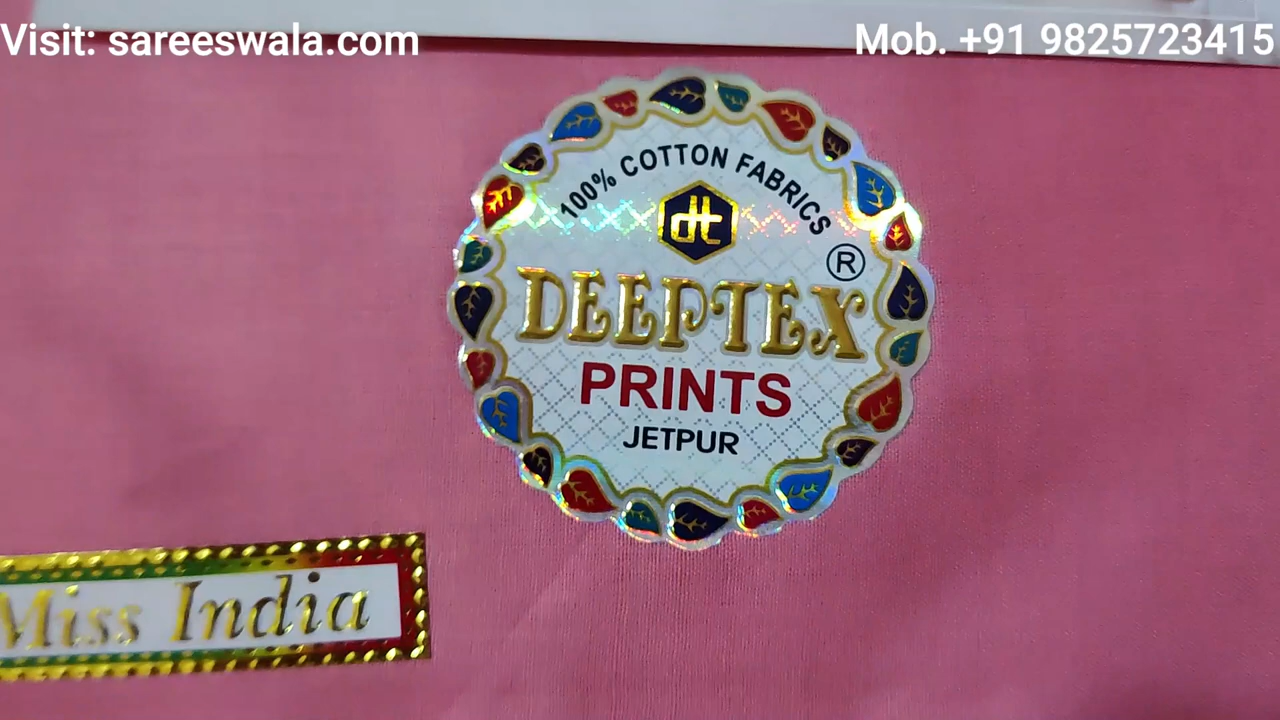 Visit: sareeswala.com
Mob. +91 9825723415
100% COTTON FABRICS
dt
®
DEEPTEX
PRINTS
JETPUR
Miss India